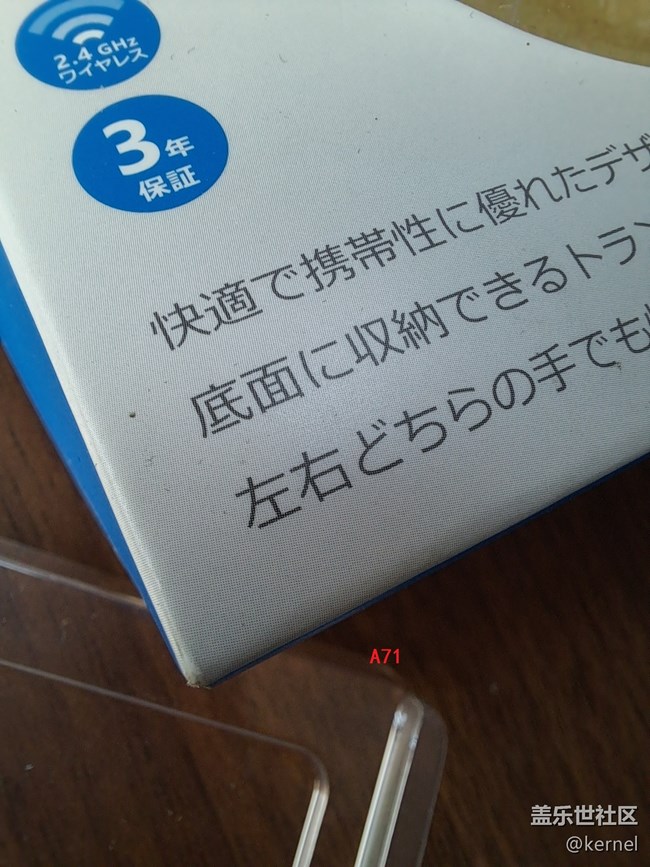 2.4 GHz
ワイヤレス
3年
保証
快適で携帯性に優れたデザ
底面に収納できるトラン
左右どちらの手でも
A71
盖乐世社区
@kernel